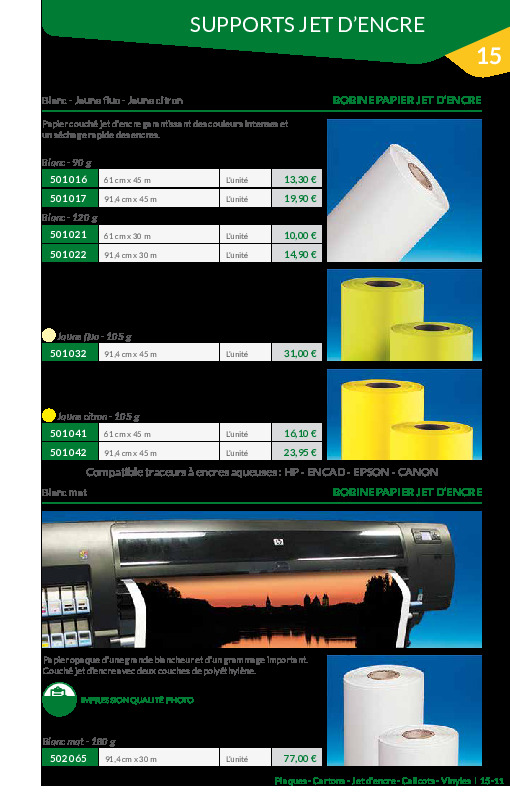 SUPPORTS JET D'ENCRE
15
Blanc - Jaune fluo - Jaune citron
BOBINE PAPIER JET D'ENCRE
Papier couché jet d'encre garantissant des couleurs intenses et
un séchage rapide des encres.
Blanc - 90 g
501016 61 cm x 45 m L'unité 13,30 €
501017 91,4 cm x 45 m L'unité 19,90 €
Blanc - 120 g
501021 61 cm x 30 m L'unité 10,00 €
501022 91,4 cm x 30 m L'unité 14,90 €
Jaune fluo - 105 g
501032 91,4 cm x 45 m L'unité 31,00 €
Jaune citron - 105 g
501041 61 cm x 45 m L'unité 16,10 €
501042 91,4 cm x 45 m L'unité 23,95 €
Compatible traceurs à encres aqueuses : HP - ENCAD - EPSON - CANON
Blanc mat
BOBINE PAPIER JET D'ENCRE
hp
Papier opaque d'une grande blancheur et d'un grammage important.
Couché jet d'encre avec deux couches de polyéthylène.
IMPRESSION QUALITÉ PHOTO
Blanc mat - 180 g
502065 91,4 cm x 30 m L'unité 77,00 €
Plaques - Cartons - Jet d'encre - Calicots - Vinyles | 15-11